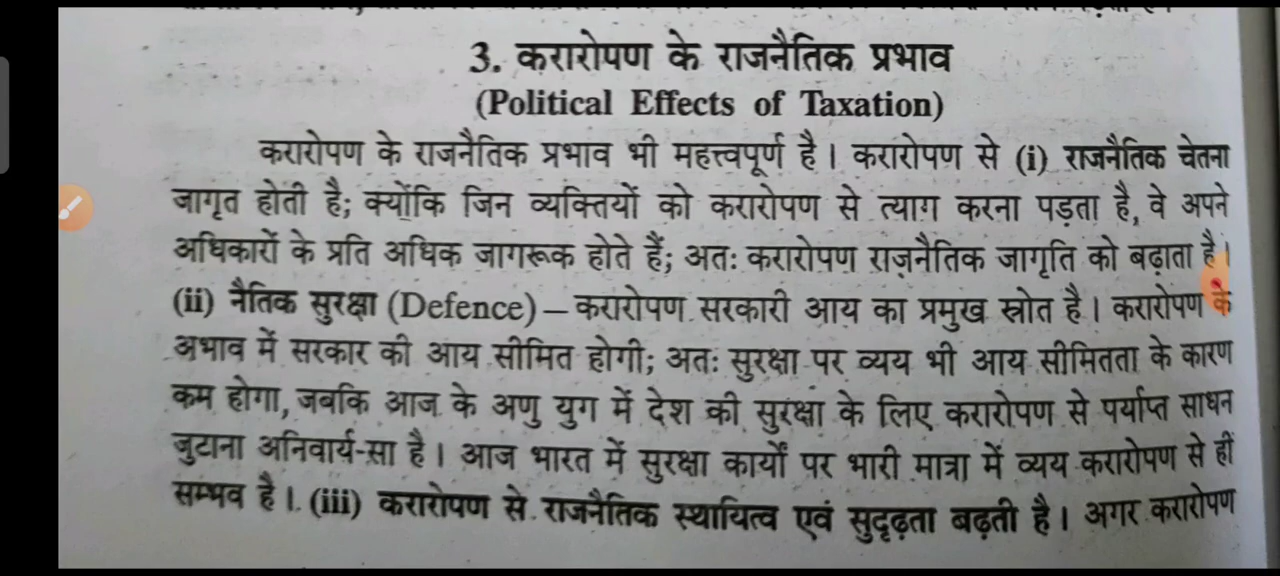 3. करारोपण के राजनैतिक प्रभाव
(Political Effects of Taxation)
करारोपण के राजनैतिक प्रभाव भी महत्त्वपूर्ण है। करारोपण से (i) राजनैतिक चेतना
जागृत होती है; क्योंकि जिन व्यक्तियों को करारोपण से त्याग करना पड़ता है, वे अपने
अधिकारों के प्रति अधिक जागरूक होते हैं; अतः करारोपण राजनैतिक जागृति को बढ़ाता है।
(ii) नैतिक सुरक्षा (Defence) – करारोपण सरकारी आय का प्रमुख स्रोत है। करारोपण के
अभाव में सरकार की आय सीमित होगी; अतः सुरक्षा पर व्यय भी आय सीमितता के कारण
कम होगा, जबकि आज के अणु युग में देश की सुरक्षा के लिए करारोपण से पर्याप्त साधन
जुटाना अनिवार्य-सा है। आज भारत में सुरक्षा कार्यों पर भारी मात्रा में व्यय करारोपण से ही
सम्भव है। (iii) करारोपण से राजनैतिक स्थायित्व एवं सुदृढ़ता बढ़ती है। अगर करारोपण